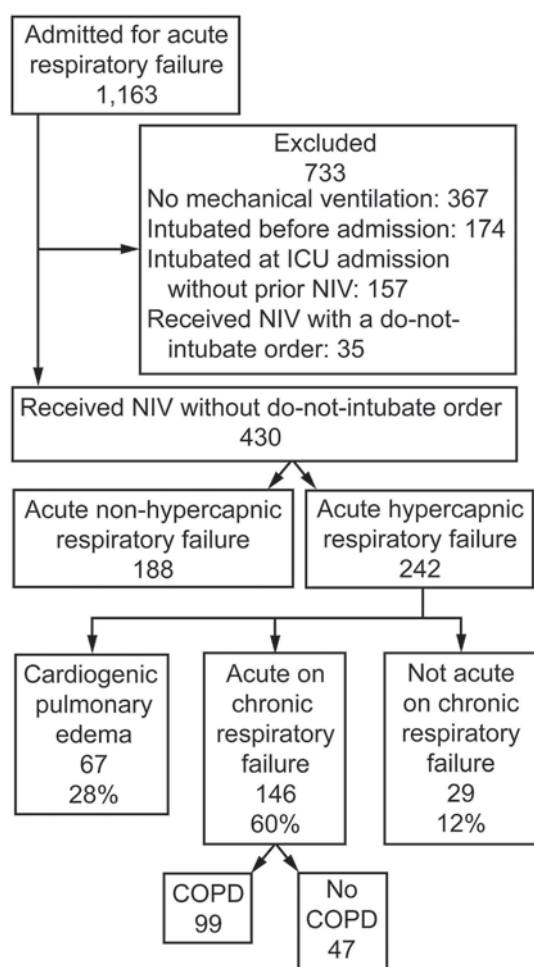 Admitted for acute
respiratory failure
1,163
Excluded
733
No mechanical ventilation: 367
Intubated before admission: 174
Intubated at ICU admission
without prior NIV: 157
Received NIV with a do-not-
intubate order: 35
Received NIV without do-not-intubate order
430
Acute non-hypercapnic
respiratory failure
188
Acute hypercapnic
respiratory failure
242
Cardiogenic
pulmonary
edema
67
28%
Acute on
chronic
respiratory
failure
146
60%
Not acute
on chronic
respiratory
failure
29
12%
COPD
99
No
COPD
47